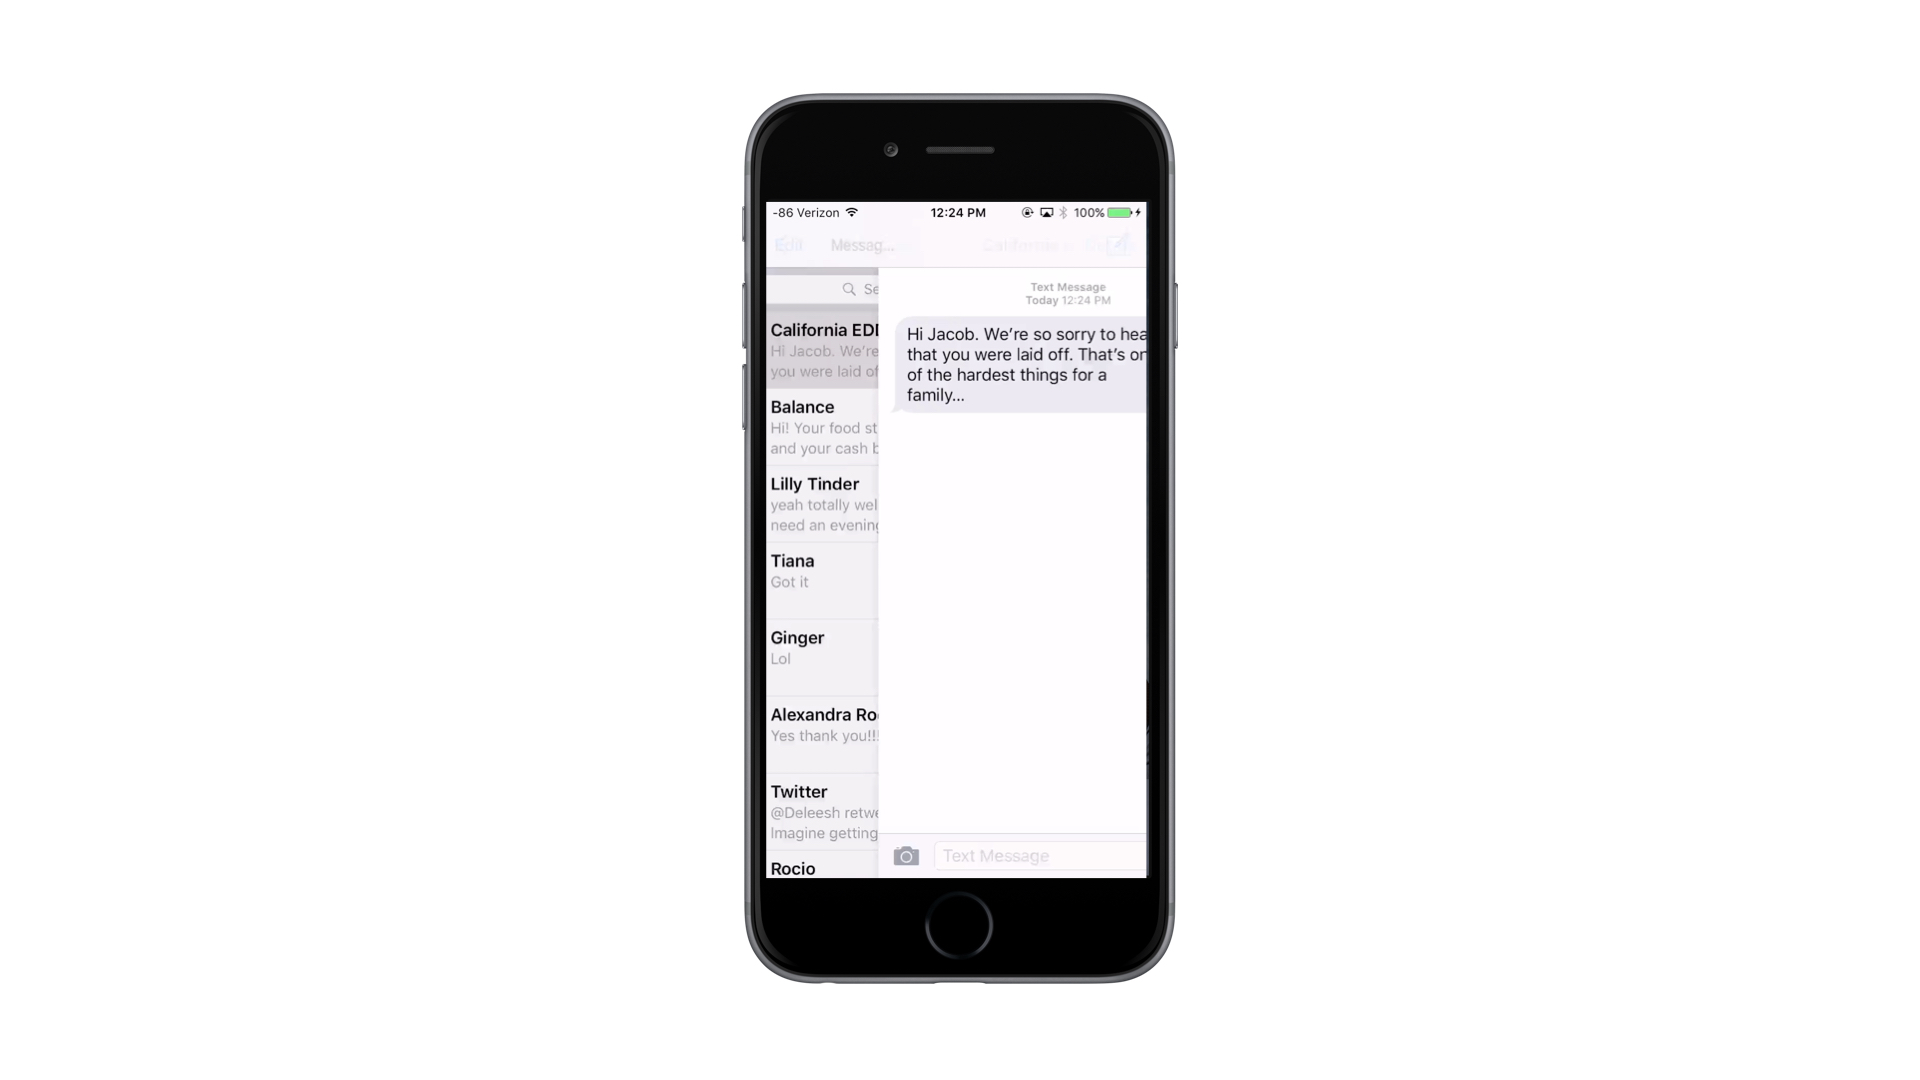 -86 Verizon 12:24 PM 100%
Edit Messag...
California EDD
Hi Jacob. We're
you were laid of
Balance
Hi! Your food st
and your cash b
Lilly Tinder
yeah totally wel
need an evening
Tiana
Got it
Ginger
Lol
Alexandra Ro
Yes thank you!!!
Twitter
@Deleesh retwe
Imagine getting
Rocio
Text Message
Today 12:24 PM
Hi Jacob. We're so sorry to hea
that you were laid off. That's on
of the hardest things for a
family...
Text Message